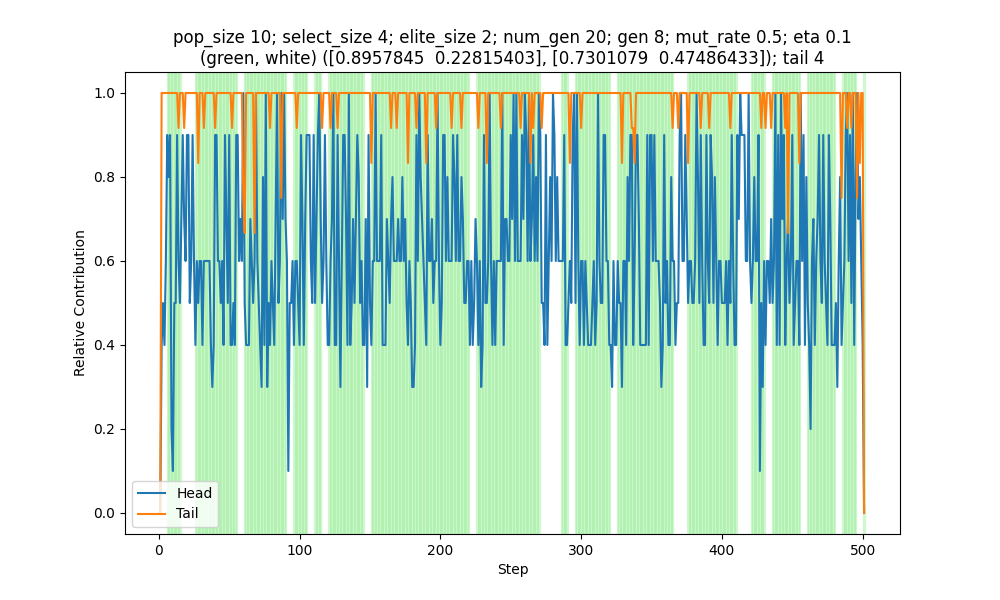 pop_size 10; select_size 4; elite_size 2; num_gen 20; gen 8; mut_rate 0.5; eta 0.1
(green, white) ([0.8957845  0.22815403], [0.7301079  0.47486433]); tail 4
1.0
0.8
0.6
0.4
0.2
0.0
Relative Contribution
Head
Tail
0
100
200
300
400
500
Step